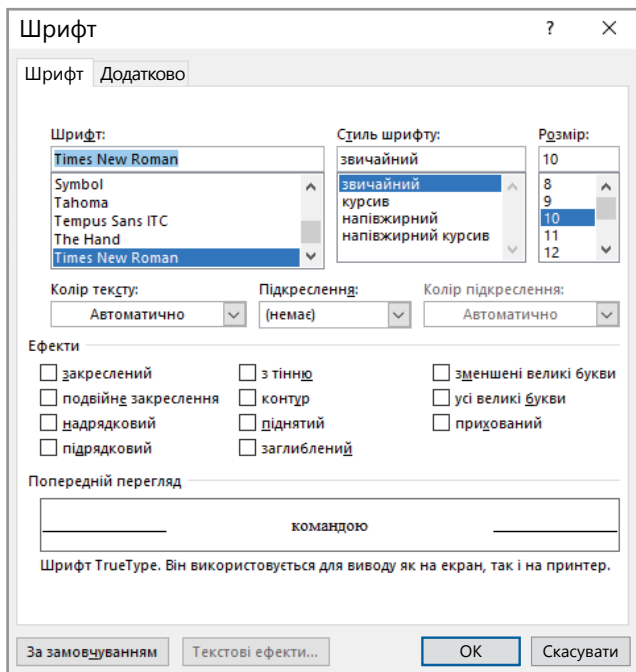 Шрифт ?
Шрифт Додатково
Шрифт: Стиль шрифту: Розмір:
Times New Roman звичайний 10
Symbol звичайний 8
Tahoma курсив 9
Tempus Sans ITC напівжирний 10
The Hand напівжирний курсив 11
Times New Roman 12
Колір тексту: Підкреслення: Колір підкреслення:
Автоматично (немає) Автоматично
Ефекти
закреслений з тінню зменшені великі букви
подвійне закреслення контур усі великі букви
надрядковий піднятий прихований
підрядковий заглиблений
Попередній перегляд
командою
Шрифт TrueType. Він використовується для виводу як на екран, так і на принтер.
За замовчуванням Текстові ефекти... ОК Скасувати